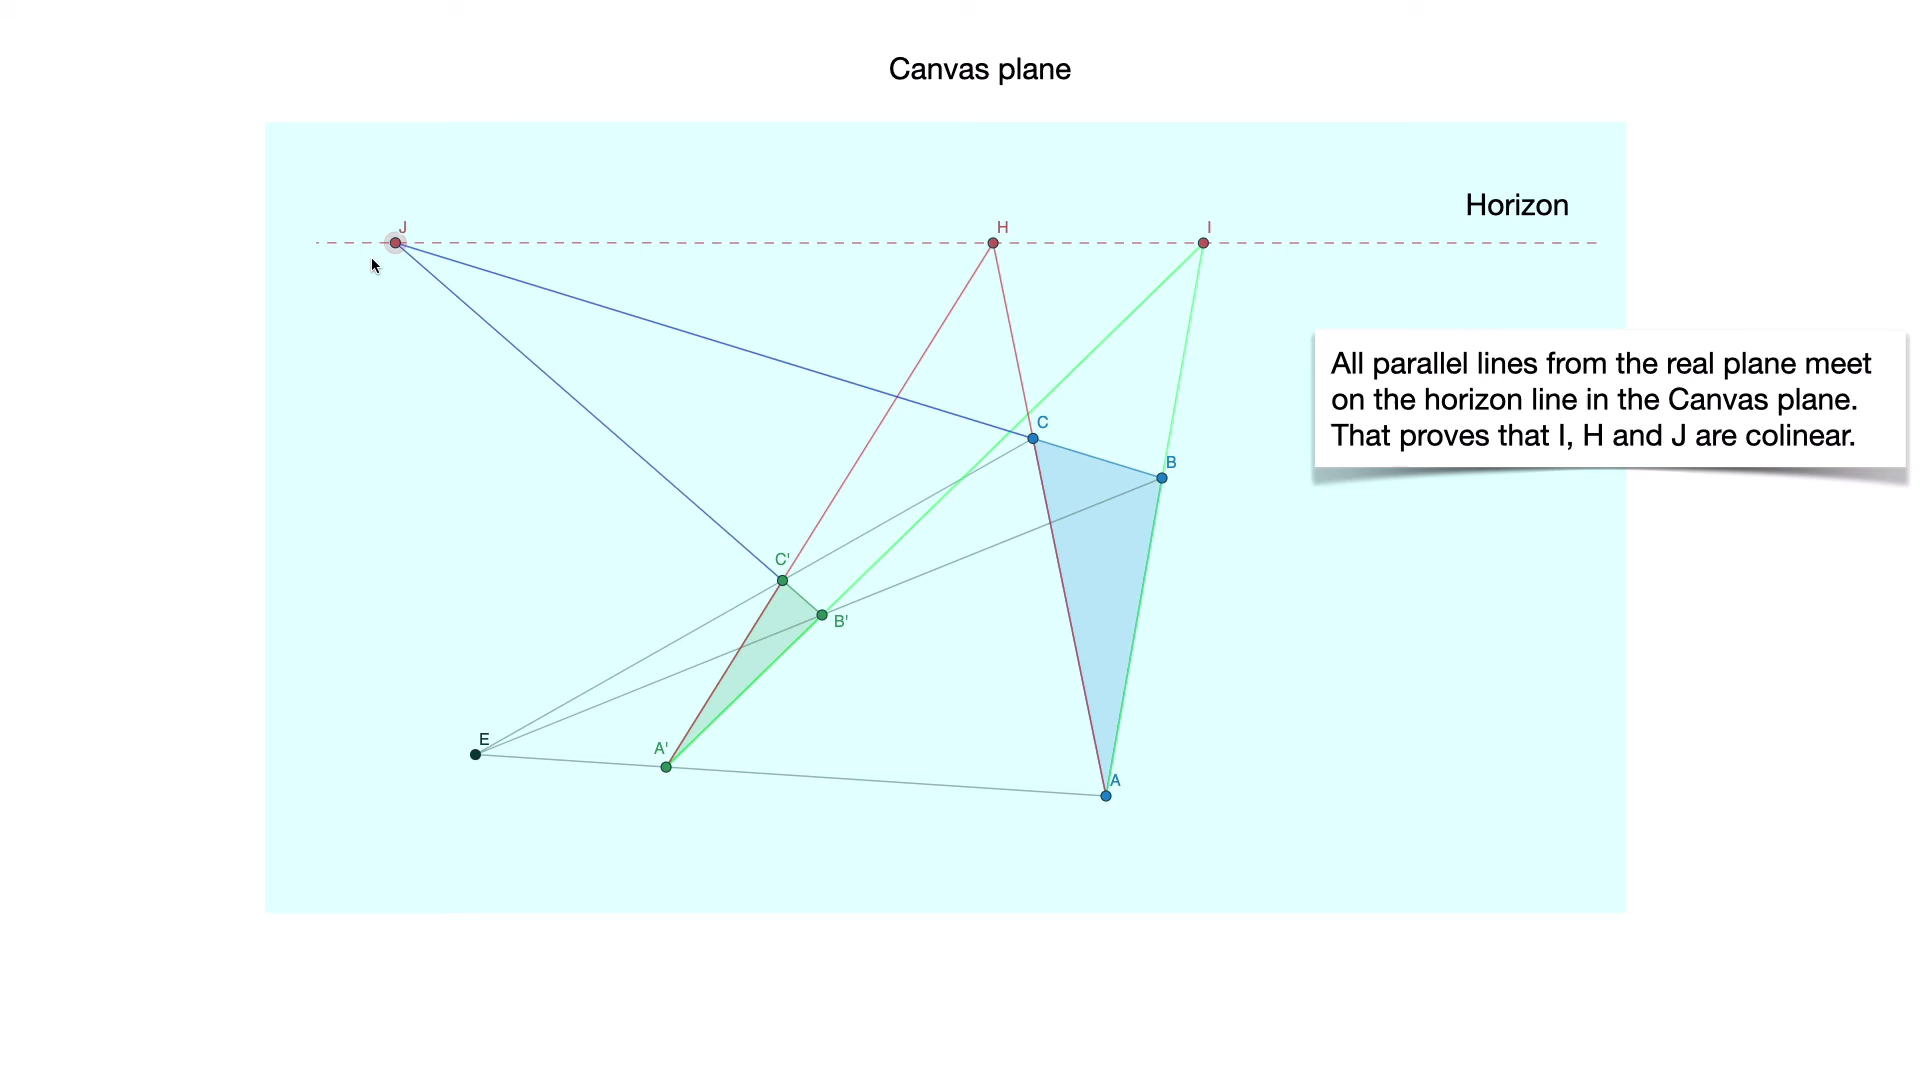 Canvas plane
Horizon
J
H
I
All parallel lines from the real plane meet
on the horizon line in the Canvas plane.
That proves that I, H and J are colinear.
C
B
C'
B'
E
A'
A